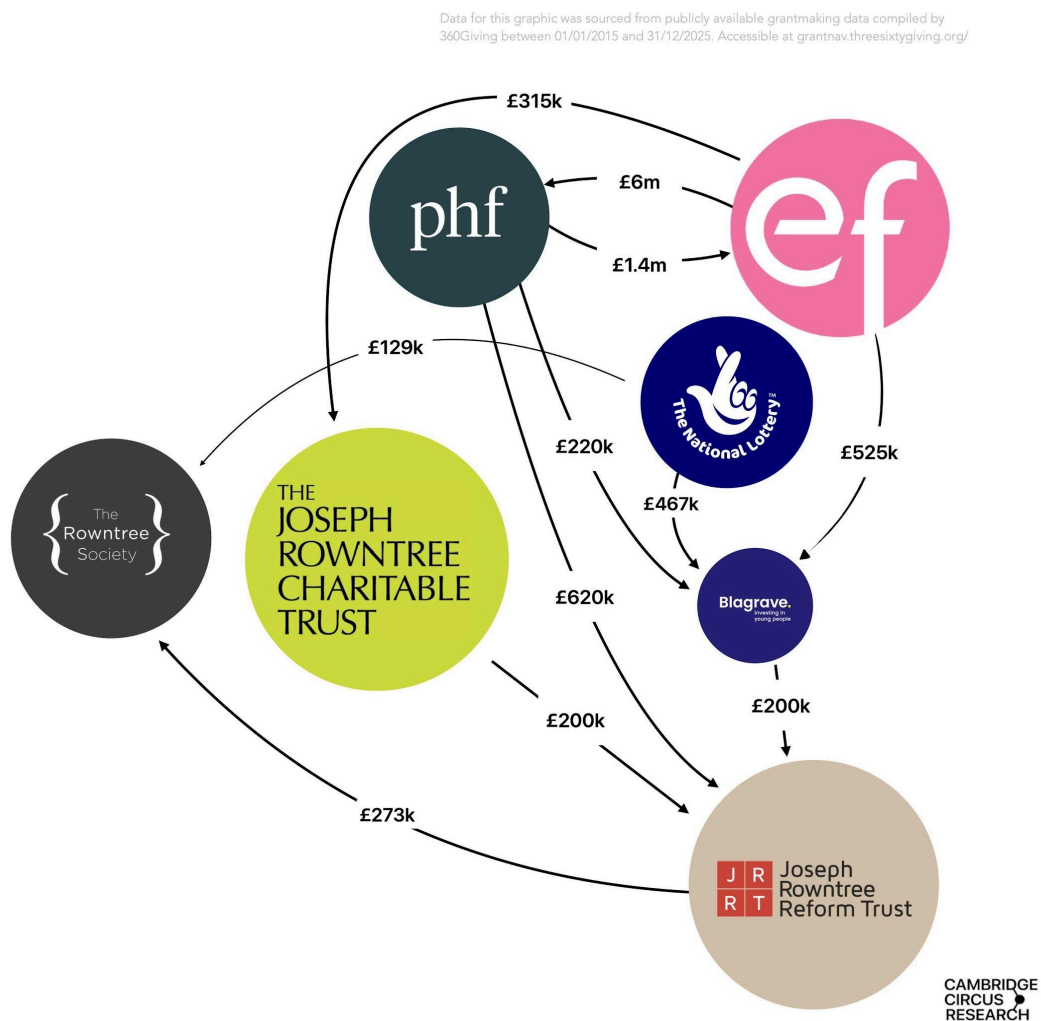 Data for this graphic was sourced from publicly available grantmaking data compiled by
360Giving between 01/01/2015 and 31/12/2025. Accessible at grantnav.threesixtygiving.org/
£315k
phf
£6m
ef
£1.4m
£129k
The National Lottery™
£220k
£525k
£467k
The
Rowntree
Society
THE
JOSEPH
ROWNTREE
CHARITABLE
TRUST
£620k
Blagrave.
investing in
young people
£200k
£200k
£273k
J R
R T
Joseph
Rowntree
Reform Trust
CAMBRIDGE
CIRCUS
RESEARCH